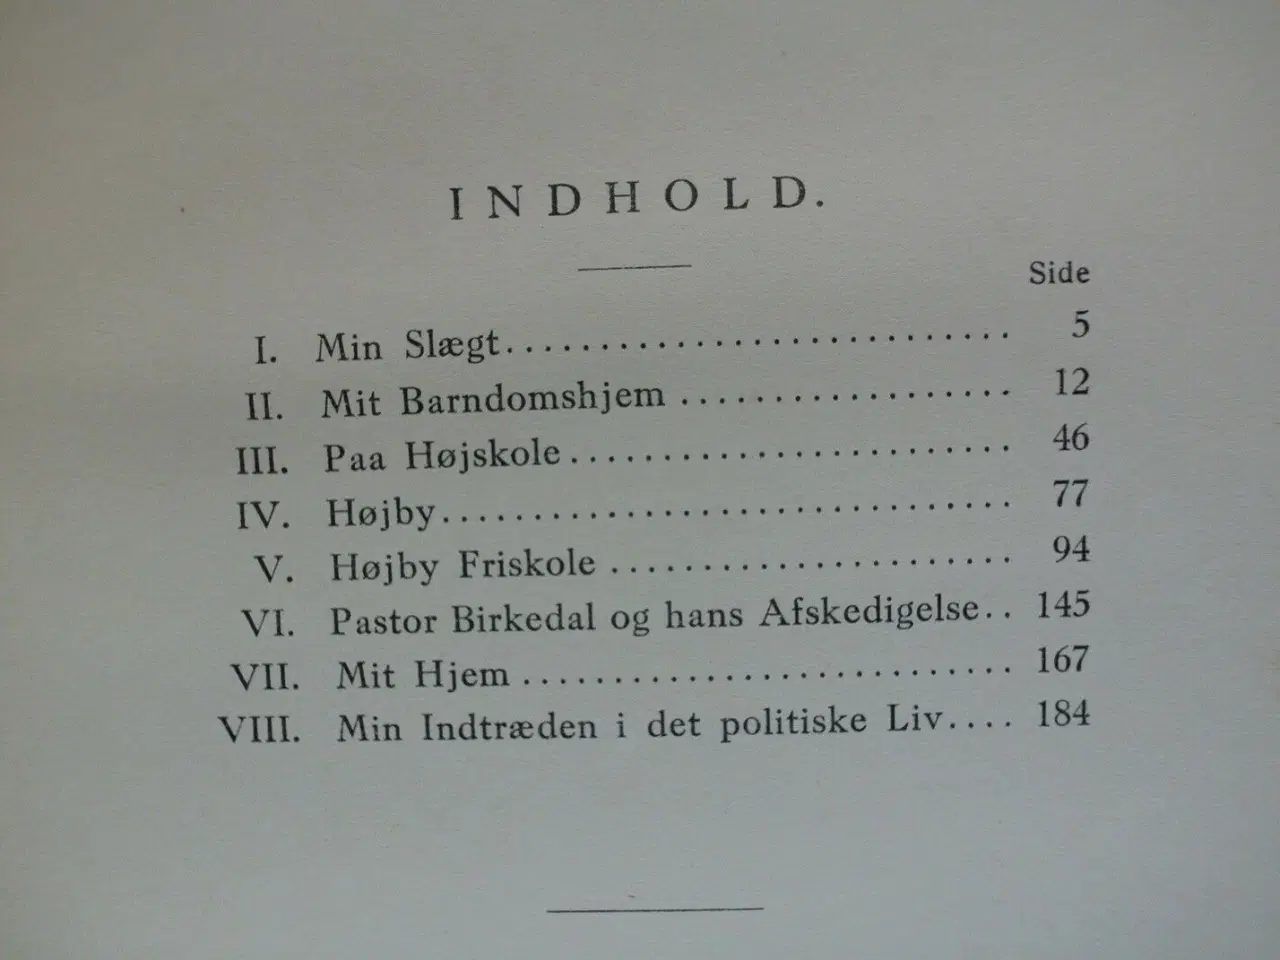 INDHOLD.
Side
I. Min Slægt............................ 5
II. Mit Barndomshjem .................. 12
III. Paa Højskole........................ 46
IV. Højby............................... 77
V. Højby Friskole ...................... 94
VI. Pastor Birkedal og hans Afskedigelse.. 145
VII. Mit Hjem ........................... 167
VIII. Min Indtræden i det politiske Liv.... 184